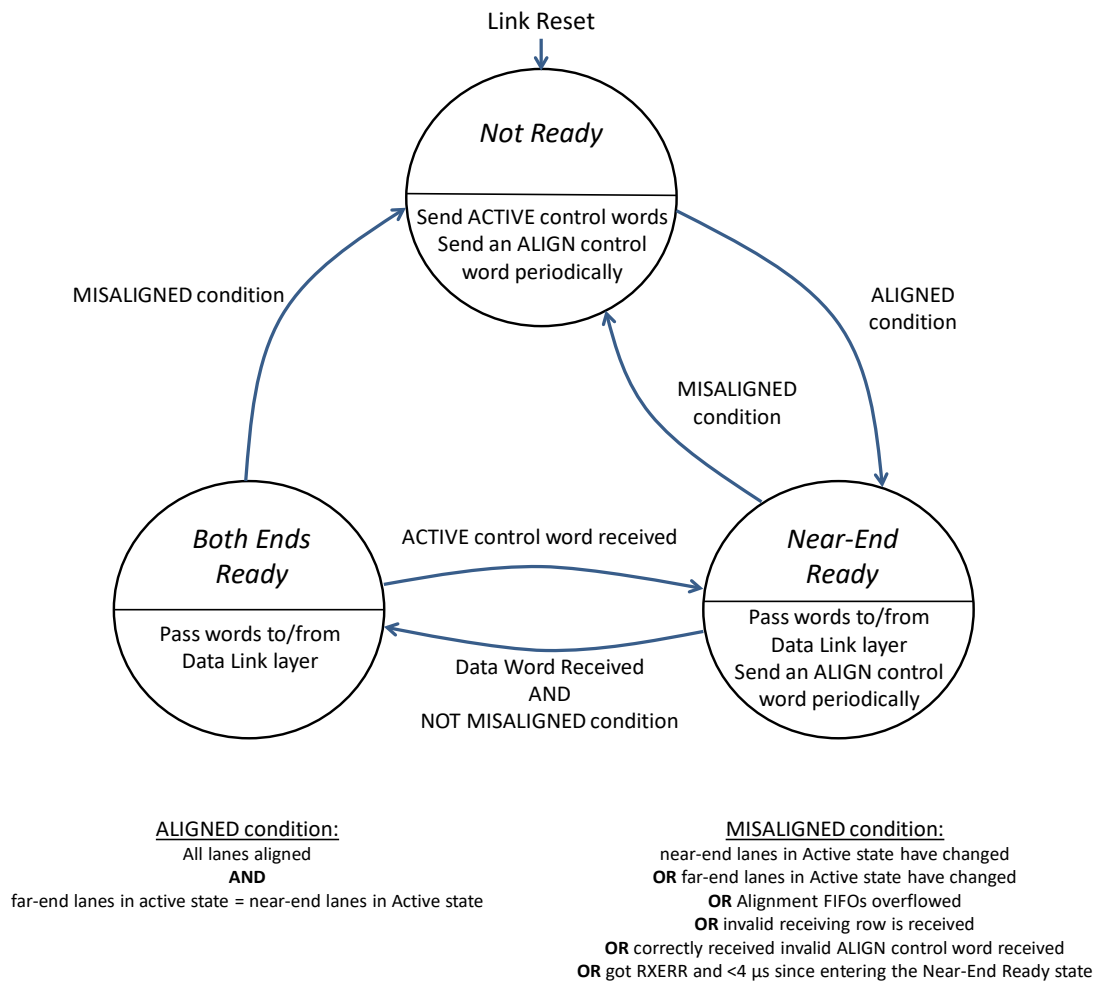 Link Reset
Not Ready
Send ACTIVE control words
Send an ALIGN control
word periodically
MISALIGNED condition
ALIGNED
condition
MISALIGNED
condition
Both Ends
Ready
Pass words to/from
Data Link layer
ACTIVE control word received
Data Word Received
AND
NOT MISALIGNED condition
Near-End
Ready
Pass words to/from
Data Link layer
Send an ALIGN control
word periodically
ALIGNED condition:
All lanes aligned
AND
far-end lanes in active state = near-end lanes in Active state
MISALIGNED condition:
near-end lanes in Active state have changed
OR far-end lanes in Active state have changed
OR Alignment FIFOs overflowed
OR invalid receiving row is received
OR correctly received invalid ALIGN control word received
OR got RXERR and <4 µs since entering the Near-End Ready state